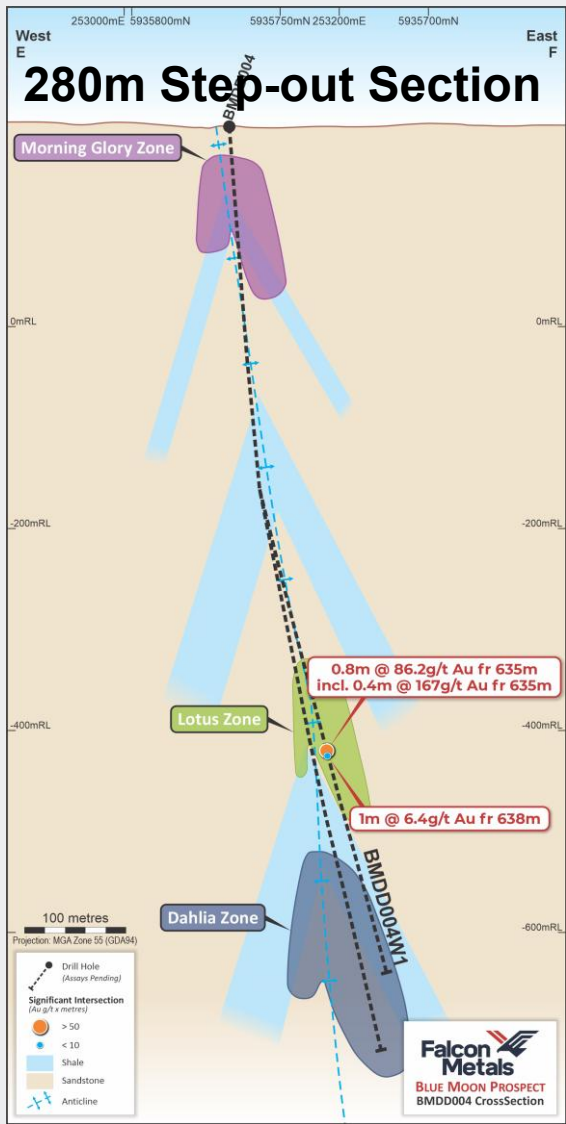 253000mE 5935800mN 5935750mN 253200mE 5935700mN
West East
E F
280m Step-out Section
BMDD004
Morning Glory Zone
0mRL 0mRL
-200mRL -200mRL
0.8m @ 86.2g/t Au fr 635m
incl. 0.4m @ 167g/t Au fr 635m
Lotus Zone
-400mRL -400mRL
1m @ 6.4g/t Au fr 638m
BMDD004W1
Dahlia Zone
-600mRL
100 metres
Projection: MGA Zone 55 (GDA94)
Drill Hole
(Assays Pending)
Significant Intersection
(Au g/t x metres)
> 50
< 10
Shale
Sandstone
Anticline
Falcon
Metals
BLUE MOON PROSPECT
BMDD004 CrossSection